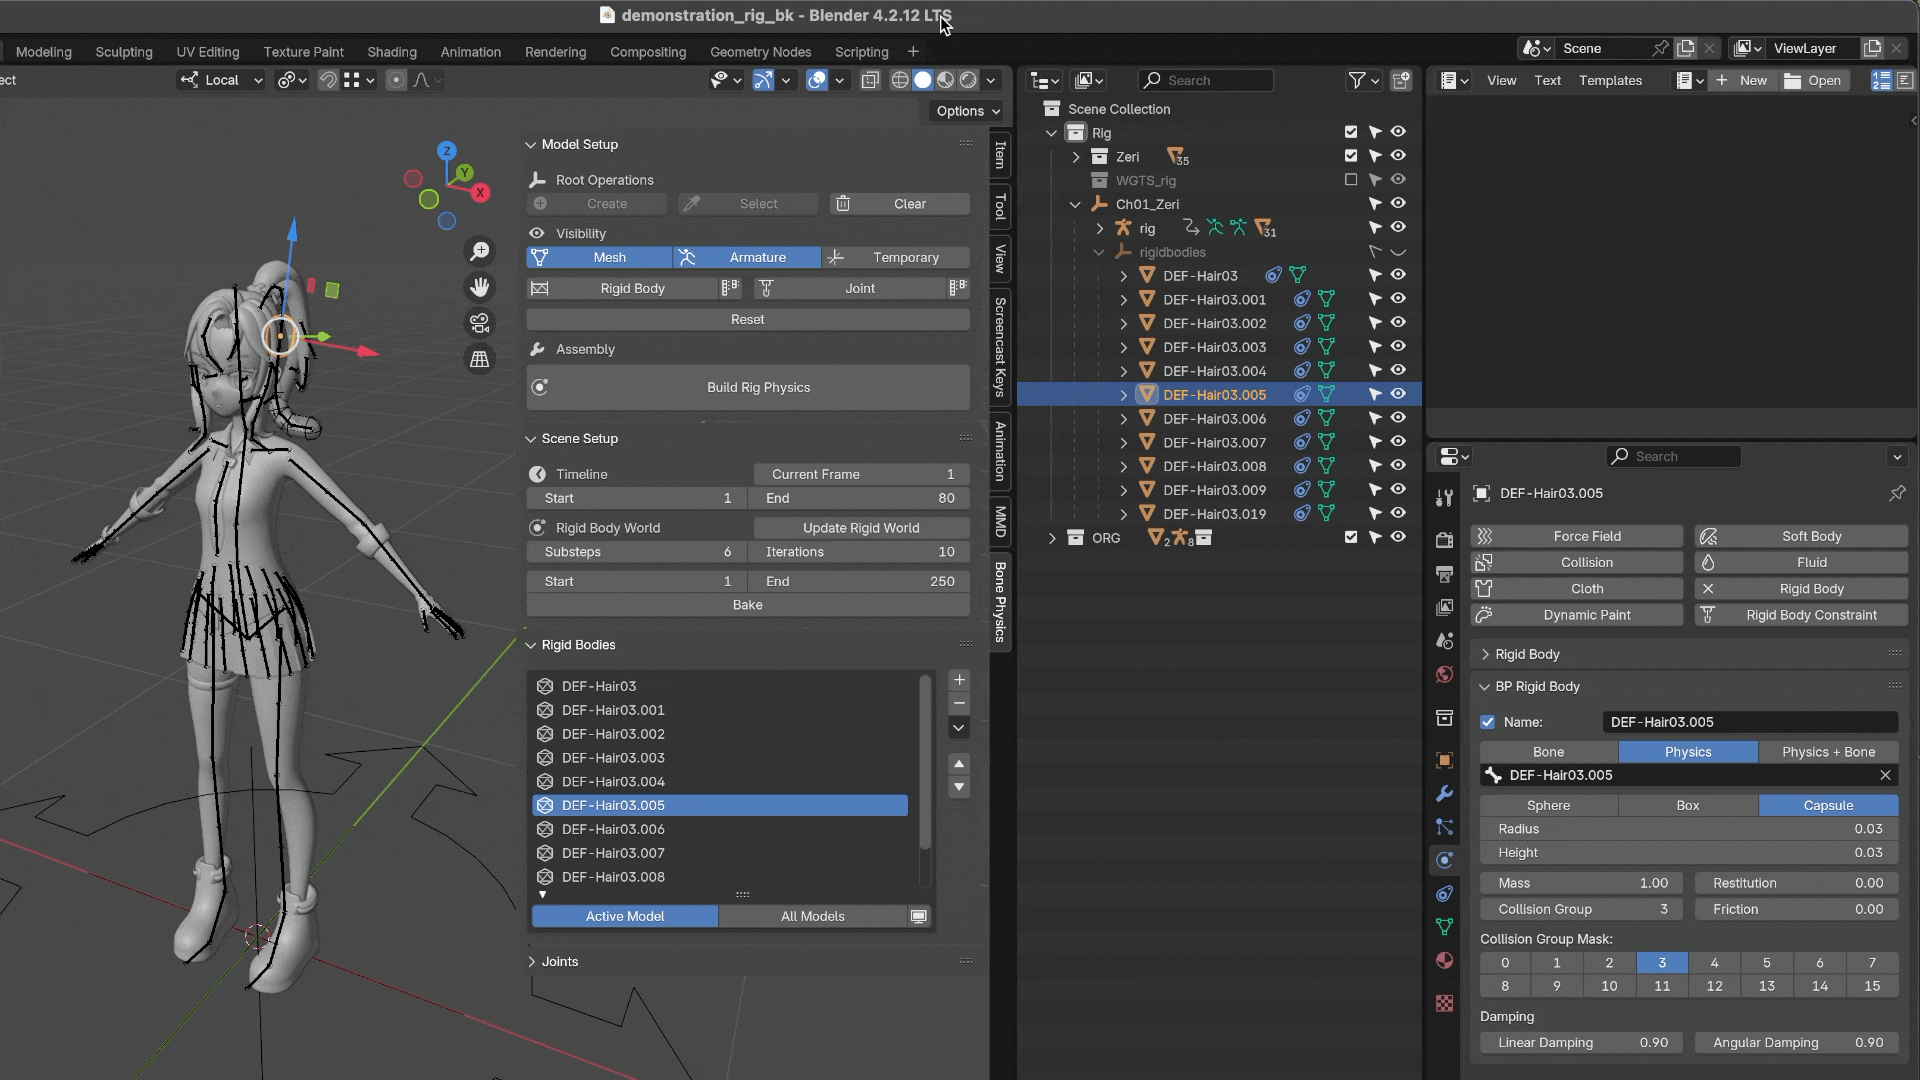 demonstration_rig_bk - Blender 4.2.12 LTS
Modeling Sculpting UV Editing Texture Paint Shading Animation Rendering Compositing Geometry Nodes Scripting +
Scene
ViewLayer
ect
Local
Options
Z
Y
X
Model Setup
Root Operations
Create Select Clear
Visibility
Mesh Armature Temporary
Rigid Body Joint
Reset
Assembly
Build Rig Physics
Scene Setup
Timeline Current Frame 1
Start 1 End 80
Rigid Body World Update Rigid World
Substeps 6 Iterations 10
Start 1 End 250
Bake
Rigid Bodies
DEF-Hair03
DEF-Hair03.001
DEF-Hair03.002
DEF-Hair03.003
DEF-Hair03.004
DEF-Hair03.005
DEF-Hair03.006
DEF-Hair03.007
DEF-Hair03.008
Active Model All Models
Joints
Item
Tool
View
Screencast Keys
Animation
MMD
Bone Physics
Search
Scene Collection
Rig
Zeri 35
WGTS_rig
Ch01_Zeri
rig 31
rigidbodies
DEF-Hair03
DEF-Hair03.001
DEF-Hair03.002
DEF-Hair03.003
DEF-Hair03.004
DEF-Hair03.005
DEF-Hair03.006
DEF-Hair03.007
DEF-Hair03.008
DEF-Hair03.009
DEF-Hair03.019
ORG 2 8
View Text Templates + New Open
Search
DEF-Hair03.005
Force Field Soft Body
Collision Fluid
Cloth Rigid Body
Dynamic Paint Rigid Body Constraint
Rigid Body
BP Rigid Body
Name: DEF-Hair03.005
Bone Physics Physics + Bone
DEF-Hair03.005
Sphere Box Capsule
Radius 0.03
Height 0.03
Mass 1.00 Restitution 0.00
Collision Group 3 Friction 0.00
Collision Group Mask:
0 1 2 3 4 5 6 7
8 9 10 11 12 13 14 15
Damping
Linear Damping 0.90 Angular Damping 0.90